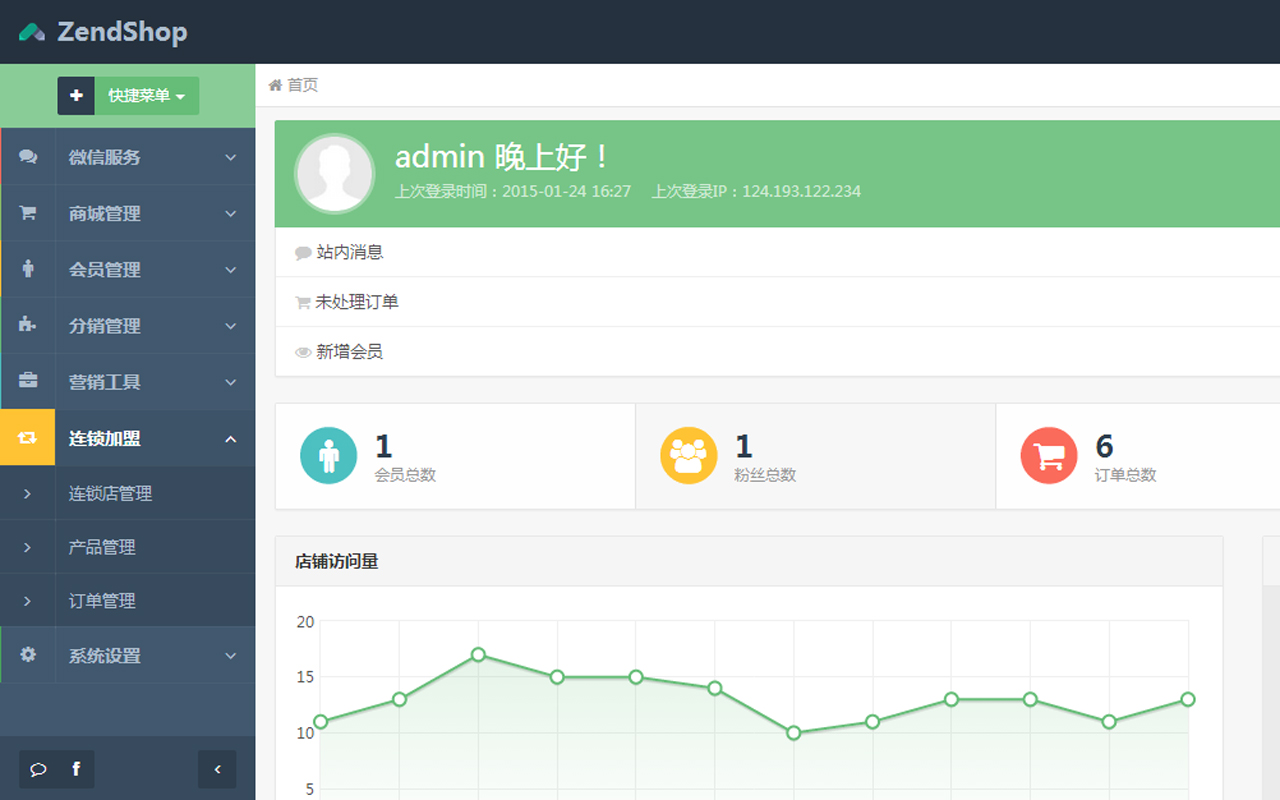 ZendShop
快捷菜单
微信服务
商城管理
会员管理
分销管理
营销工具
连锁加盟
连锁店管理
产品管理
订单管理
系统设置
首页
admin 晚上好！
上次登录时间：2015-01-24 16:27 上次登录IP：124.193.122.234
站内消息
未处理订单
新增会员
1
会员总数
1
粉丝总数
6
订单总数
店铺访问量
20
15
10
5